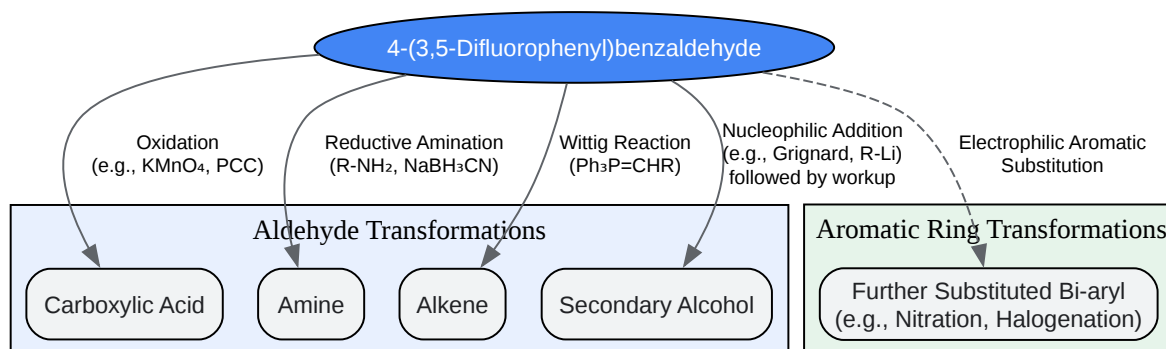 4-(3,5-Difluorophenyl)benzaldehyde
Oxidation
(e.g., KMnO₄, PCC)
Reductive Amination
(R-NH₂, NaBH₃CN)
Wittig Reaction
(Ph₃P=CHR)
Nucleophilic Addition
(e.g., Grignard, R-Li)
followed by workup
Electrophilic Aromatic
Substitution
Aldehyde Transformations
Carboxylic Acid
Amine
Alkene
Secondary Alcohol
Aromatic Ring Transformations
Further Substituted Bi-aryl
(e.g., Nitration, Halogenation)